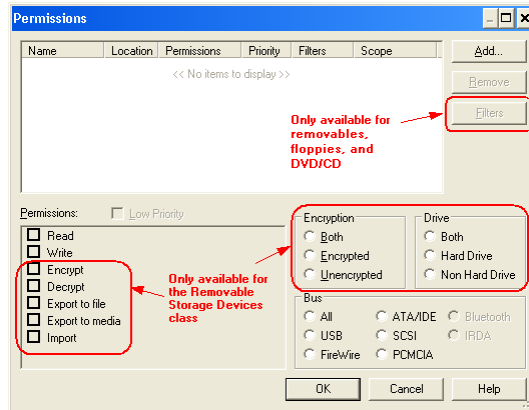 Permissions
Name Location Permissions Priority Filters Scope
<< No items to display >>
Add...
Remove
Filters
Only available for
removables,
floppies, and
DVD/CD
Permissions: Low Priority
Read
Write
Encrypt
Decrypt
Export to file
Export to media
Import
Only available for
the Removable
Storage Devices
class
Encryption
Both
Encrypted
Unencrypted
Drive
Both
Hard Drive
Non Hard Drive
Bus
All ATA/IDE Bluetooth
USB SCSI IRDA
FireWire PCMCIA
OK Cancel Help